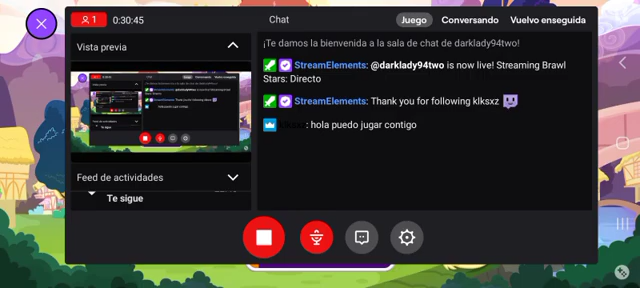 1
0:30:45
Chat
Juego
Conversando
Vuelvo enseguida
Vista previa
¡Te damos la bienvenida a la sala de chat de darklady94two!
StreamElements: @darklady94two is now live! Streaming Brawl
Stars: Directo
StreamElements: Thank you for following klksxz
: hola puedo jugar contigo
Feed de actividades
Te sigue